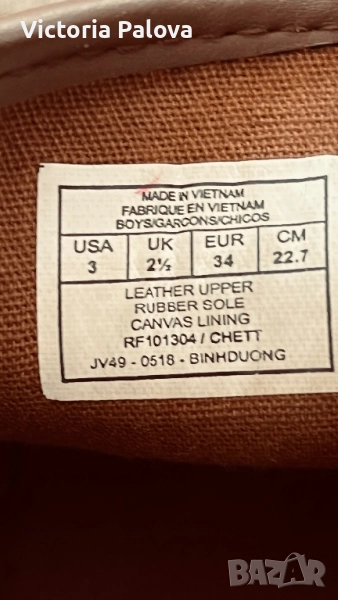 Victoria Palova
MADE IN VIETNAM
FABRIQUE EN VIETNAM
BOYS/GARÇONS/CHICOS
USA UK EUR CM
3 2½ 34 22.7
LEATHER UPPER
RUBBER SOLE
CANVAS LINING
RF101304 / CHETT
JV49 - 0518 - BINHDUONG
bazar